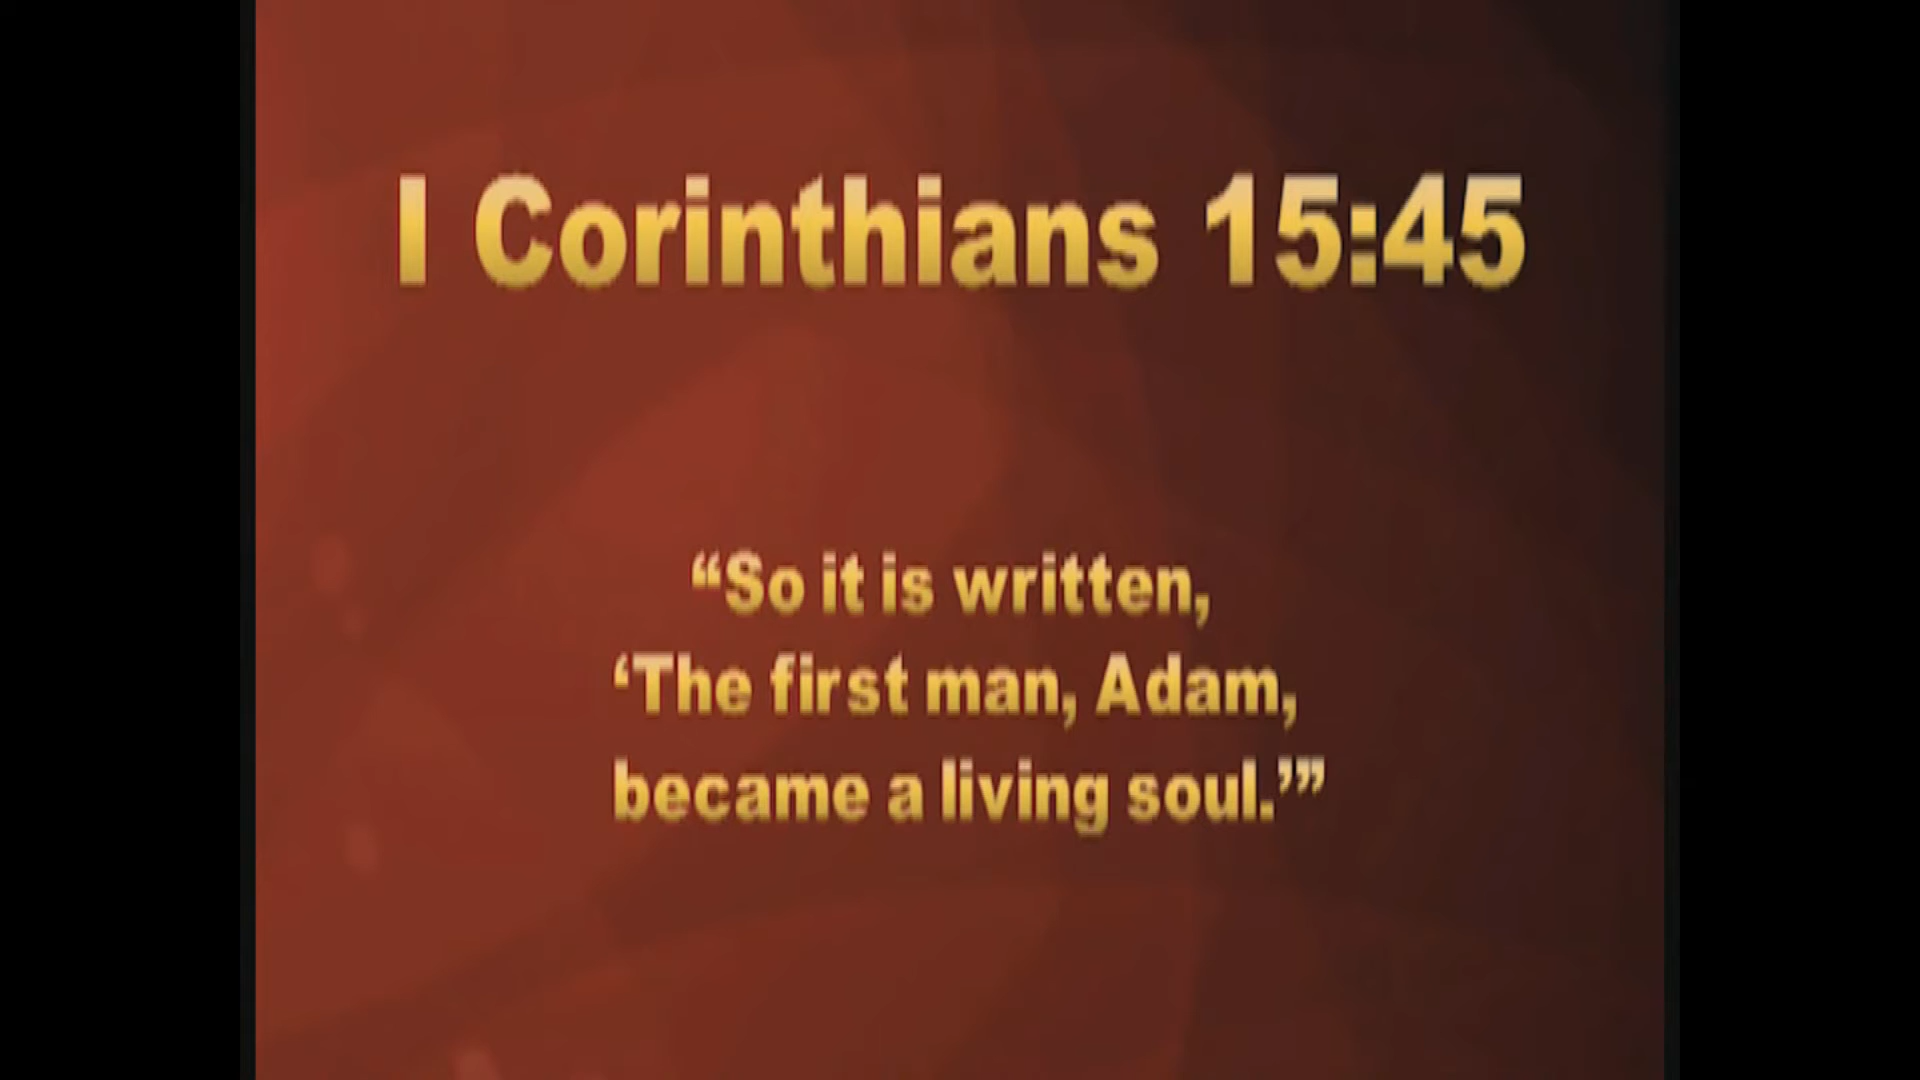 I Corinthians 15:45
“So it is written,
‘The first man, Adam,
became a living soul.’”